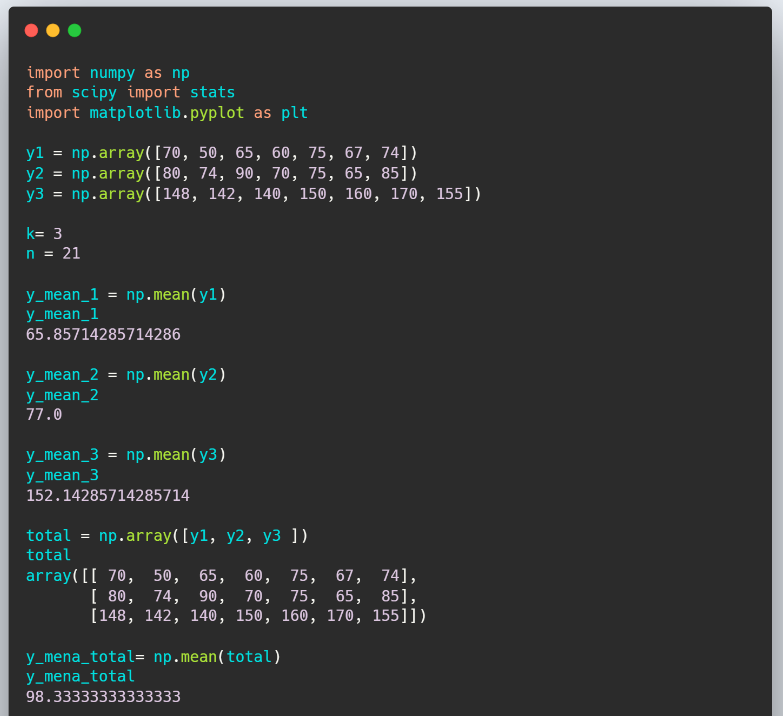 import numpy as np
from scipy import stats
import matplotlib.pyplot as plt
y1 = np.array([70, 50, 65, 60, 75, 67, 74])
y2 = np.array([80, 74, 90, 70, 75, 65, 85])
y3 = np.array([148, 142, 140, 150, 160, 170, 155])
k= 3
n = 21
y_mean_1 = np.mean(y1)
y_mean_1
65.85714285714286
y_mean_2 = np.mean(y2)
y_mean_2
77.0
y_mean_3 = np.mean(y3)
y_mean_3
152.14285714285714
total = np.array([y1, y2, y3 ])
total
array([[ 70,  50,  65,  60,  75,  67,  74],
       [ 80,  74,  90,  70,  75,  65,  85],
       [148, 142, 140, 150, 160, 170, 155]])
y_mena_total= np.mean(total)
y_mena_total
98.33333333333333